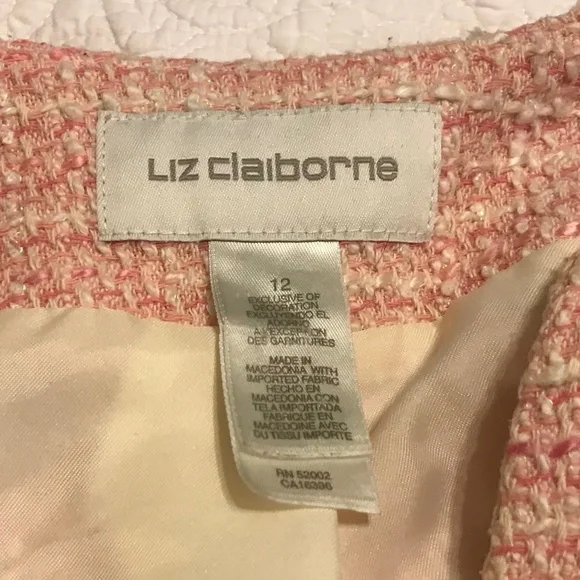 LIZ claiborne
12
EXCLUSIVE OF
DECORATION
EXCLUYENDO EL
ADORNO
A L'EXCEPTION
DES GARNITURES
MADE IN
MACEDONIA WITH
IMPORTED FABRIC
HECHO EN
MACEDONIA CON
TELA IMPORTADA
FABRIQUE EN
MACEDOINE AVEC
DU TISSU IMPORTE
RN 52002
CA16396